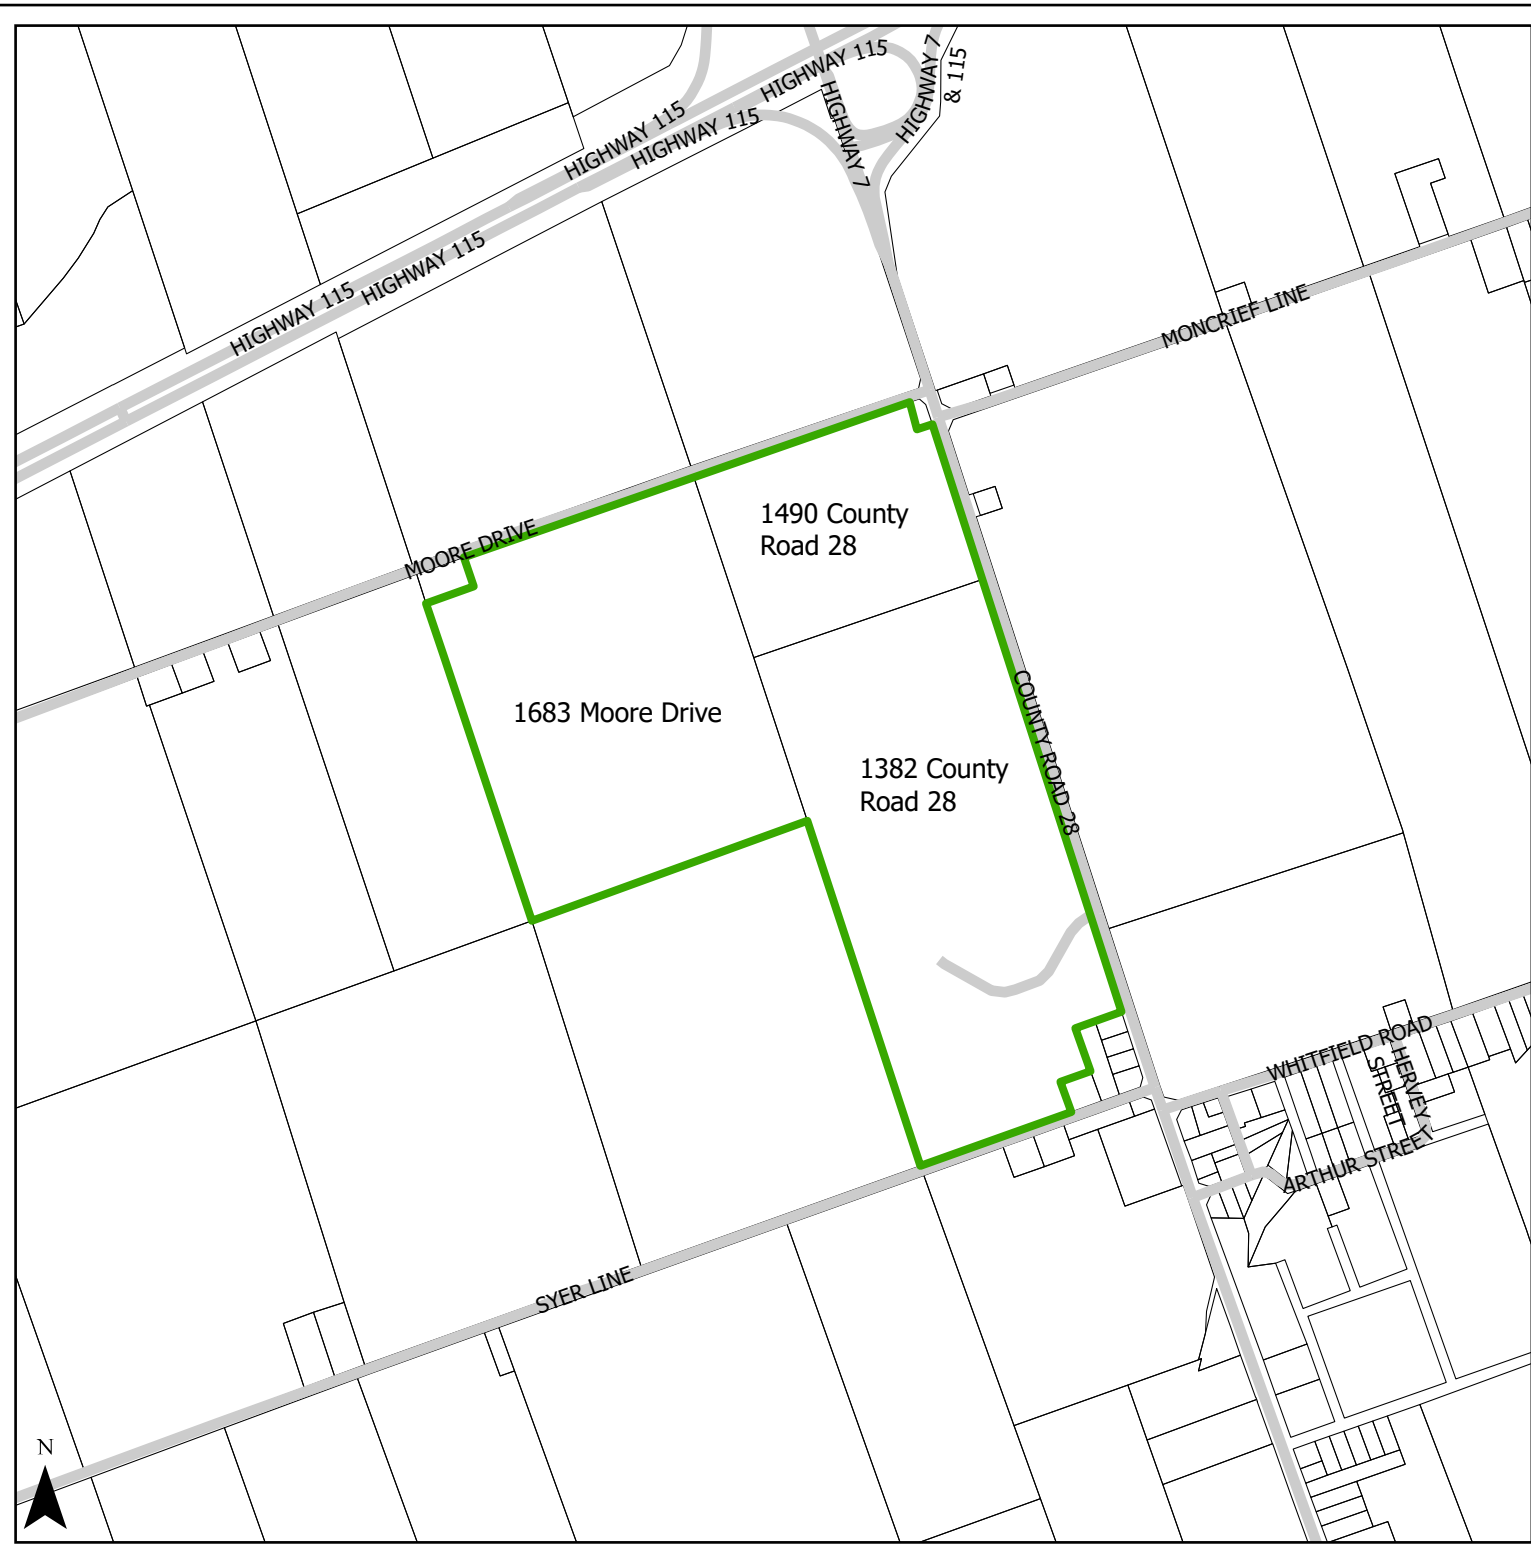 HIGHWAY 115
HIGHWAY 7
& 115
HIGHWAY 115
HIGHWAY 115
HIGHWAY 7
HIGHWAY 115
HIGHWAY 115
MONCRIEF LINE
1490 County
Road 28
MOORE DRIVE
1683 Moore Drive
COUNTY ROAD 28
1382 County
Road 28
WHITFIELD ROAD
HERVEY
STREET
ARTHUR STREET
SYER LINE
N